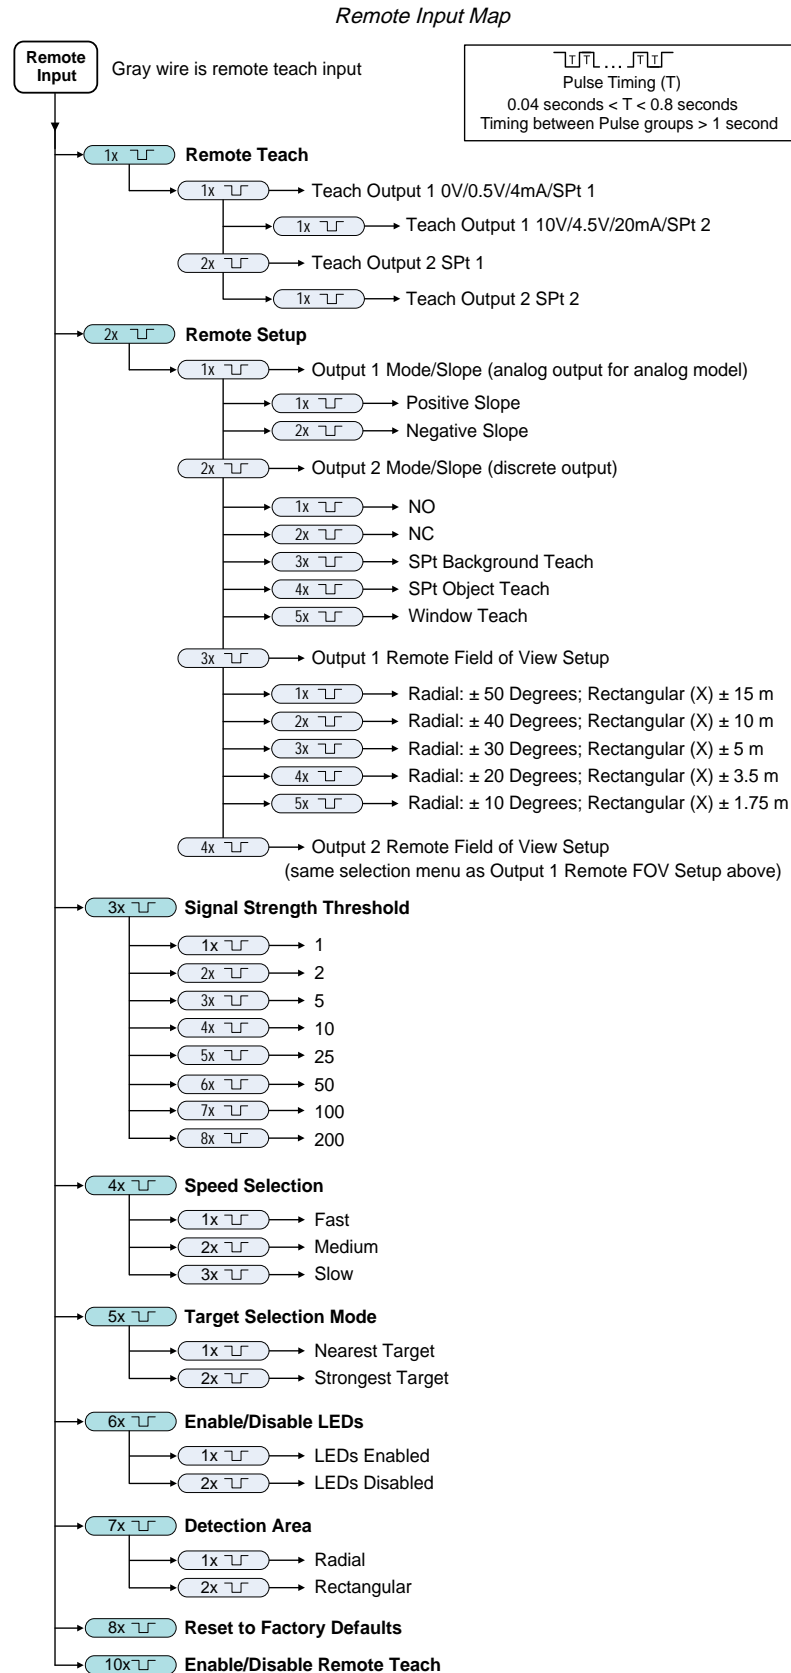 Remote Input Map
Remote
Input
Gray wire is remote teach input
T T ... T T
Pulse Timing (T)
0.04 seconds < T < 0.8 seconds
Timing between Pulse groups > 1 second
1x Remote Teach
1x Teach Output 1 0V/0.5V/4mA/SPt 1
1x Teach Output 1 10V/4.5V/20mA/SPt 2
2x Teach Output 2 SPt 1
1x Teach Output 2 SPt 2
2x Remote Setup
1x Output 1 Mode/Slope (analog output for analog model)
1x Positive Slope
2x Negative Slope
2x Output 2 Mode/Slope (discrete output)
1x NO
2x NC
3x SPt Background Teach
4x SPt Object Teach
5x Window Teach
3x Output 1 Remote Field of View Setup
1x Radial: ± 50 Degrees; Rectangular (X) ± 15 m
2x Radial: ± 40 Degrees; Rectangular (X) ± 10 m
3x Radial: ± 30 Degrees; Rectangular (X) ± 5 m
4x Radial: ± 20 Degrees; Rectangular (X) ± 3.5 m
5x Radial: ± 10 Degrees; Rectangular (X) ± 1.75 m
4x Output 2 Remote Field of View Setup
(same selection menu as Output 1 Remote FOV Setup above)
3x Signal Strength Threshold
1x 1
2x 2
3x 5
4x 10
5x 25
6x 50
7x 100
8x 200
4x Speed Selection
1x Fast
2x Medium
3x Slow
5x Target Selection Mode
1x Nearest Target
2x Strongest Target
6x Enable/Disable LEDs
1x LEDs Enabled
2x LEDs Disabled
7x Detection Area
1x Radial
2x Rectangular
8x Reset to Factory Defaults
10x Enable/Disable Remote Teach